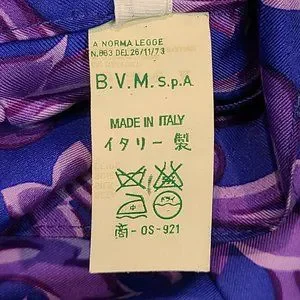 A NORMA LEGGE
N.883 DEL 26/11/73
B.V.M. S.P.A
MADE IN ITALY
イタリー製
商-OS-921